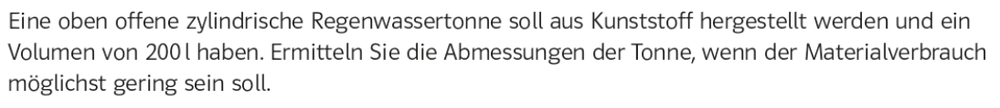 Eine oben offene zylindrische Regenwassertonne soll aus Kunststoff hergestellt werden und ein
Volumen von 200 l haben. Ermitteln Sie die Abmessungen der Tonne, wenn der Materialverbrauch
möglichst gering sein soll.